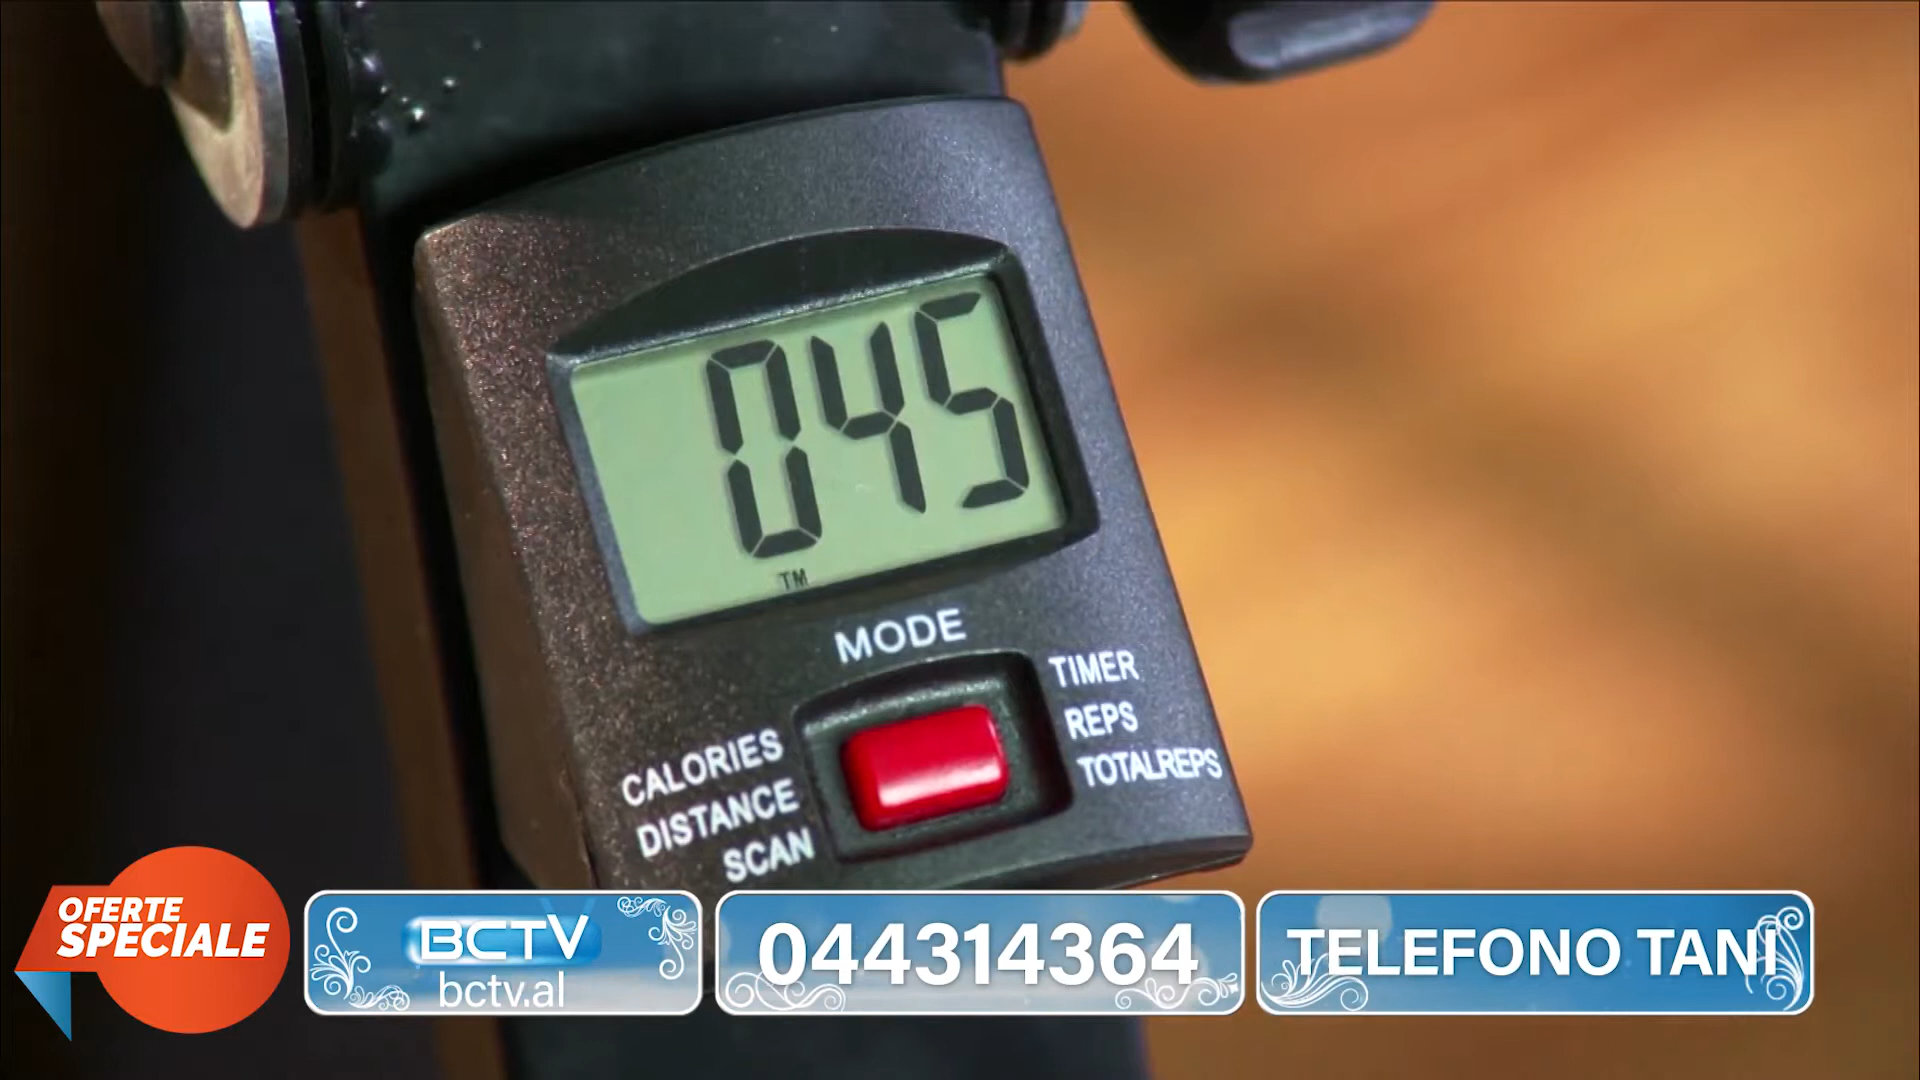 045
TM
MODE
TIMER
REPS
TOTALREPS
CALORIES
DISTANCE
SCAN
OFERTE
SPECIALE
BCTV
bctv.al
044314364
TELEFONO TANI